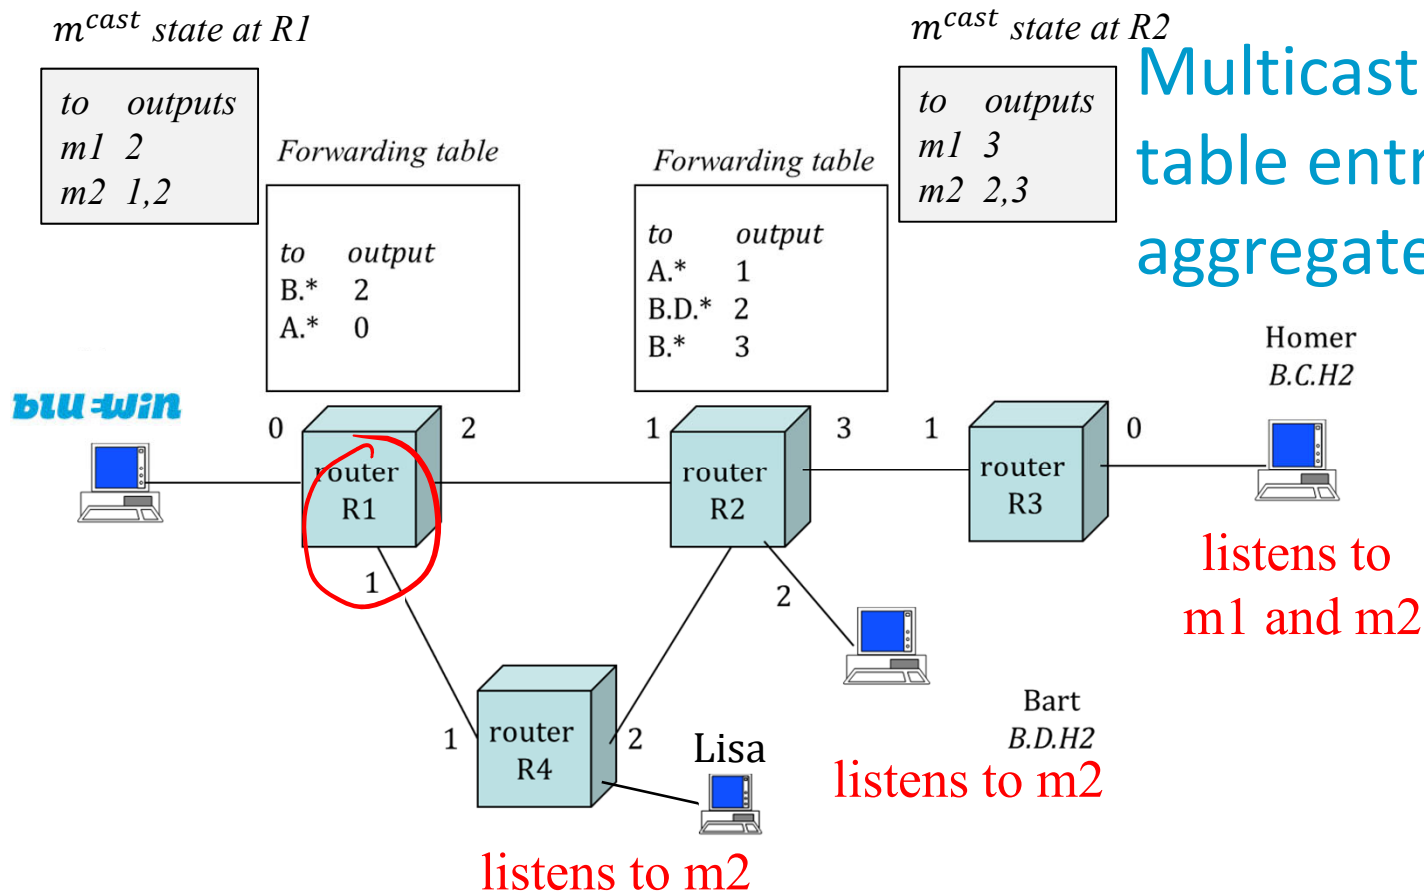 m^cast state at R1
to outputs
m1 2
m2 1,2
Forwarding table
to output
B.* 2
A.* 0
m^cast state at R2
to outputs
m1 3
m2 2,3
Forwarding table
to output
A.* 1
B.D.* 2
B.* 3
Multicast
table entr
aggregate
blu win
0
router
R1
2
1
1
router
R2
3
2
1
router
R3
0
Homer
B.C.H2
listens to
m1 and m2
1
router
R4
2
Lisa
listens to m2
Bart
B.D.H2
listens to m2